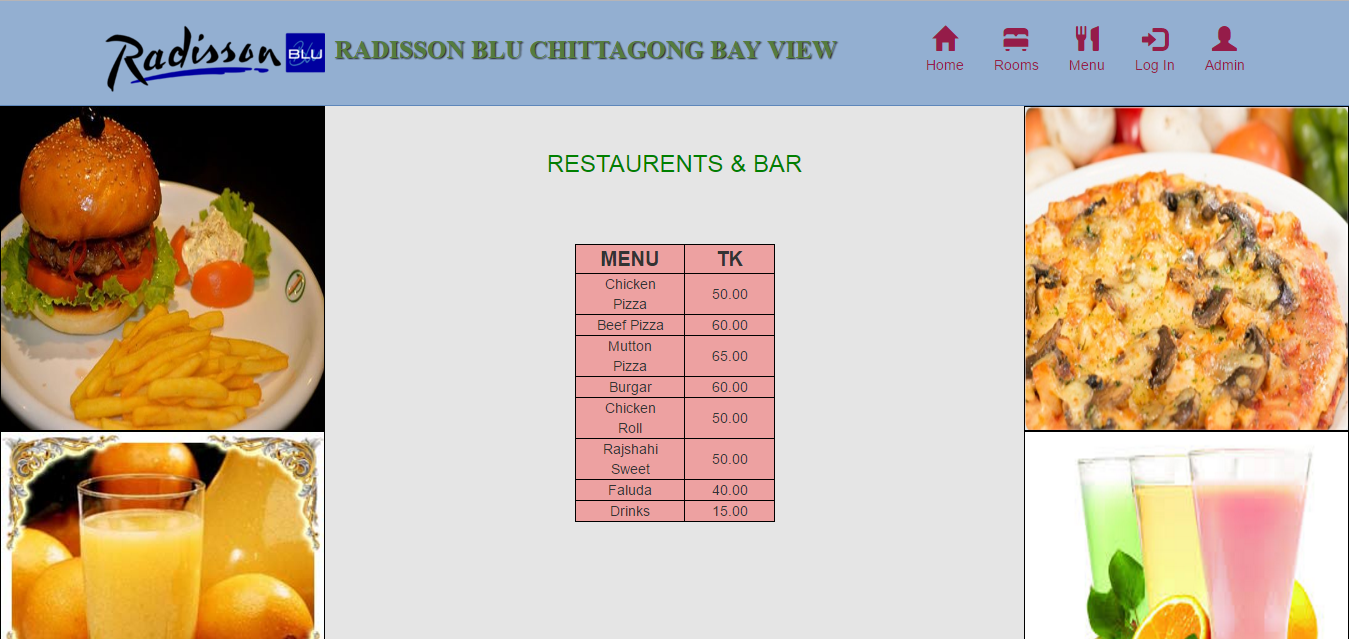 Radisson BLU RADISSON BLU CHITTAGONG BAY VIEW
Home Rooms Menu Log In Admin
RESTAURENTS & BAR
MENU TK
Chicken
Pizza 50.00
Beef Pizza 60.00
Mutton
Pizza 65.00
Burgar 60.00
Chicken
Roll 50.00
Rajshahi
Sweet 50.00
Faluda 40.00
Drinks 15.00